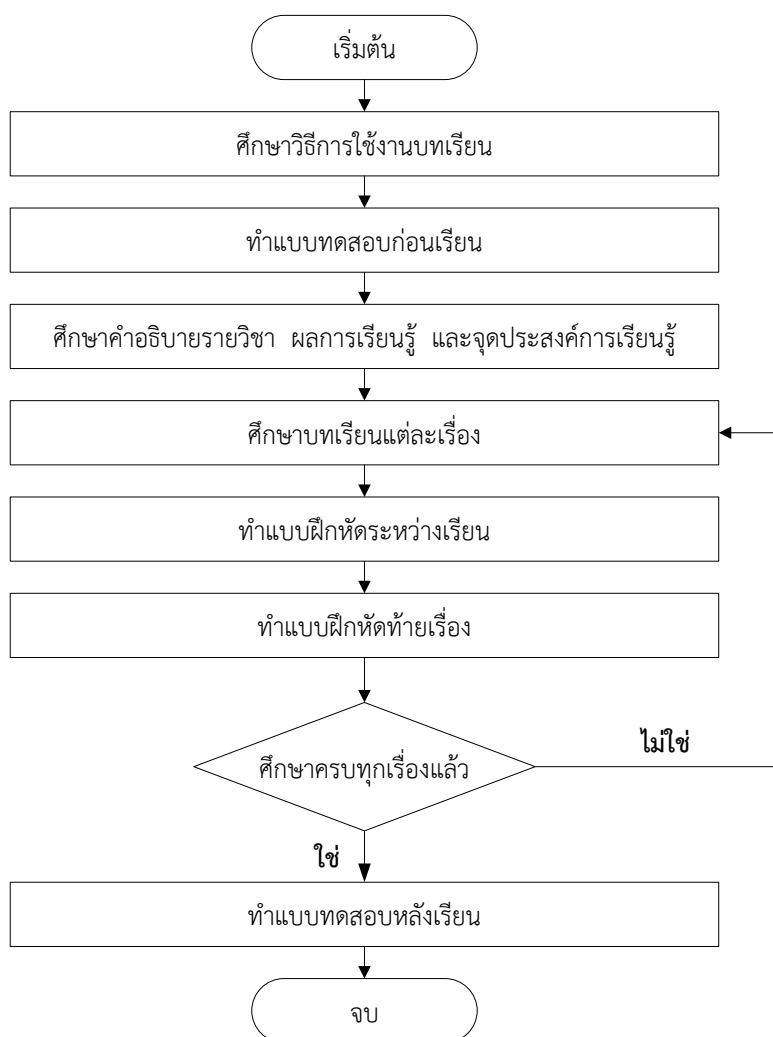 เริ่มต้น
ศึกษาวิธีการใช้งานบทเรียน
ทำแบบทดสอบก่อนเรียน
ศึกษาคำอธิบายรายวิชา ผลการเรียนรู้ และจุดประสงค์การเรียนรู้
ศึกษาบทเรียนแต่ละเรื่อง
ทำแบบฝึกหัดระหว่างเรียน
ทำแบบฝึกหัดท้ายเรื่อง
ศึกษาครบทุกเรื่องแล้ว
ไม่ใช่
ใช่
ทำแบบทดสอบหลังเรียน
จบ